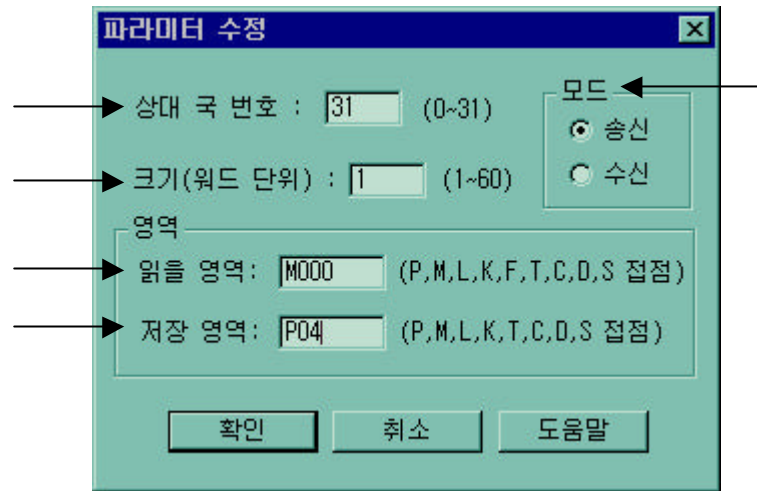 파라미터 수정
상대 국 번호 : 31 (0~31)
크기(워드 단위) : 1 (1~60)
모드
송신
수신
영역
읽을 영역: M000 (P,M,L,K,F,T,C,D,S 접점)
저장 영역: P04 (P,M,L,K,T,C,D,S 접점)
확인 취소 도움말